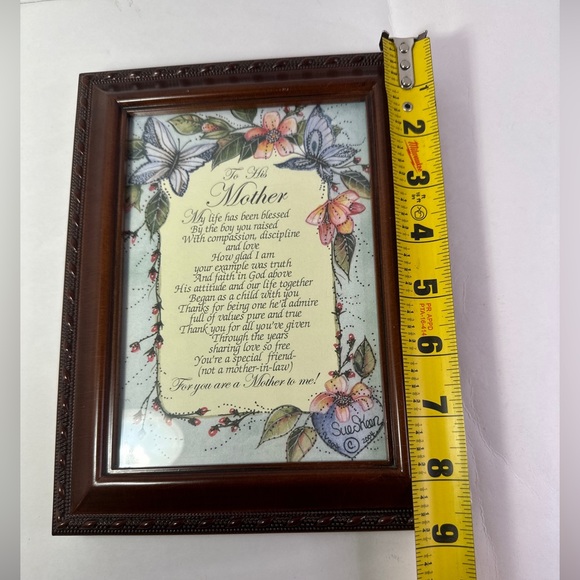 To His
Mother
My life has been blessed
By the boy you raised
With compassion, discipline
and love
How glad I am
your example was truth
And faith in God above
His attitude and our life together
Began as a child with you
Thanks for being one he'd admire
full of values pure and true
Thank you for all you've given
Through the years
sharing love so free
You're a special friend-
(not a mother-in-law)
For you are a Mother to me!
Sue Skeen
©
2
Milwaukee
3
4
5
6
7
8
9